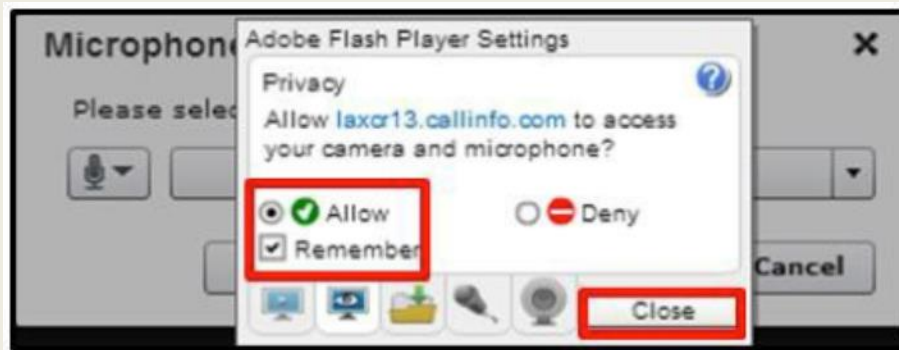 Microphone
Adobe Flash Player Settings
Privacy
Please selec
Allow laxcr13.callinfo.com to access
your camera and microphone?
Allow
Deny
Remember
Cancel
Close